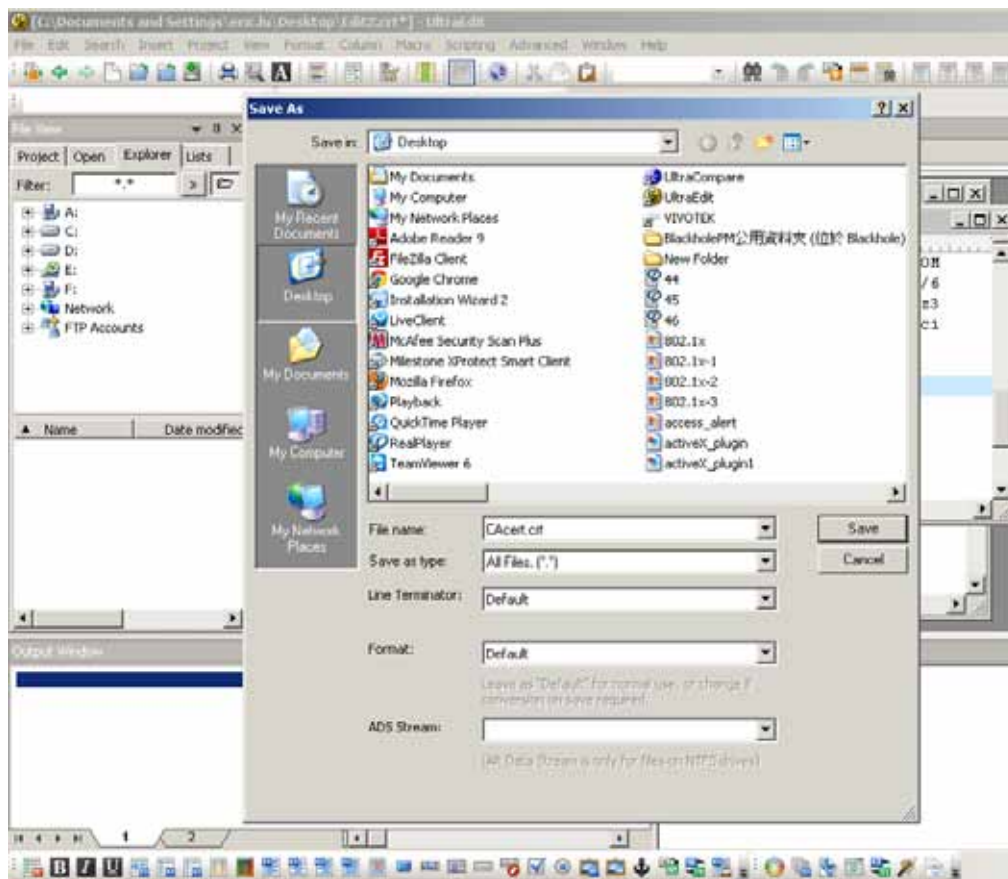 [C:\Documents and Settings\eric.lu\Desktop\Edit2.txt*] - UltraEdit
File Edit Search Insert Project View Format Column Macro Scripting Advanced Window Help
Save As
Save in: Desktop
File View
Project Open Explorer Lists
Filter: *.*
A:
C:
D:
E:
F:
Network
FTP Accounts
Name Date modified
My Recent Documents
Desktop
My Documents
My Computer
My Network Places
My Documents
My Computer
My Network Places
Adobe Reader 9
FileZilla Client
Google Chrome
Installation Wizard 2
LiveClient
McAfee Security Scan Plus
Milestone XProtect Smart Client
Mozilla Firefox
Playback
QuickTime Player
RealPlayer
TeamViewer 6
UltraCompare
UltraEdit
VIVOTEK
BlackholePM公用資料夾 (位於 Blackhole)
New Folder
44
45
46
802.1x
802.1x-1
802.1x-2
802.1x-3
access_alert
activeX_plugin
activeX_plugin1
OM
/6
z3
ci
File name: CAcert.crt
Save
Save as type: All Files, (*.*)
Cancel
Line Terminator: Default
Format: Default
Leave as "Default" for normal use, or change if
conversion on save required.
ADS Stream:
(Alt Data Stream is only for files on NTFS drives)
Output Window
1 2
B I U